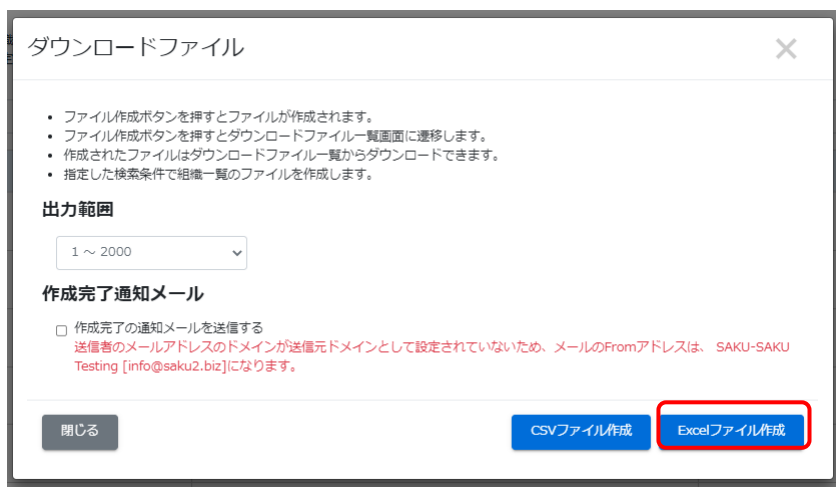 ダウンロードファイル
・ ファイル作成ボタンを押すとファイルが作成されます。
・ ファイル作成ボタンを押すとダウンロードファイル一覧画面に遷移します。
・ 作成されたファイルはダウンロードファイル一覧からダウンロードできます。
・ 指定した検索条件で組織一覧のファイルを作成します。
出力範囲
1 ～ 2000
作成完了通知メール
作成完了の通知メールを送信する
送信者のメールアドレスのドメインが送信元ドメインとして設定されていないため、メールのFromアドレスは、 SAKU-SAKU
Testing [info@saku2.biz]になります。
閉じる
CSVファイル作成
Excelファイル作成